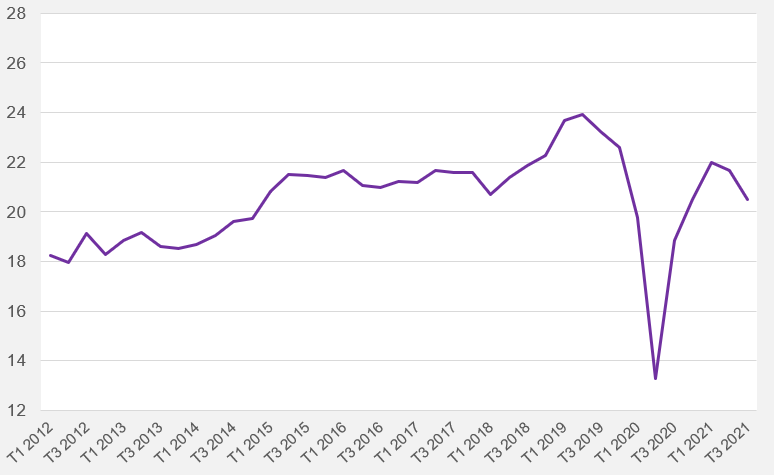 28
26
24
22
20
18
16
14
12
T1 2012
T3 2012
T1 2013
T3 2013
T1 2014
T3 2014
T1 2015
T3 2015
T1 2016
T3 2016
T1 2017
T3 2017
T1 2018
T3 2018
T1 2019
T3 2019
T1 2020
T3 2020
T1 2021
T3 2021